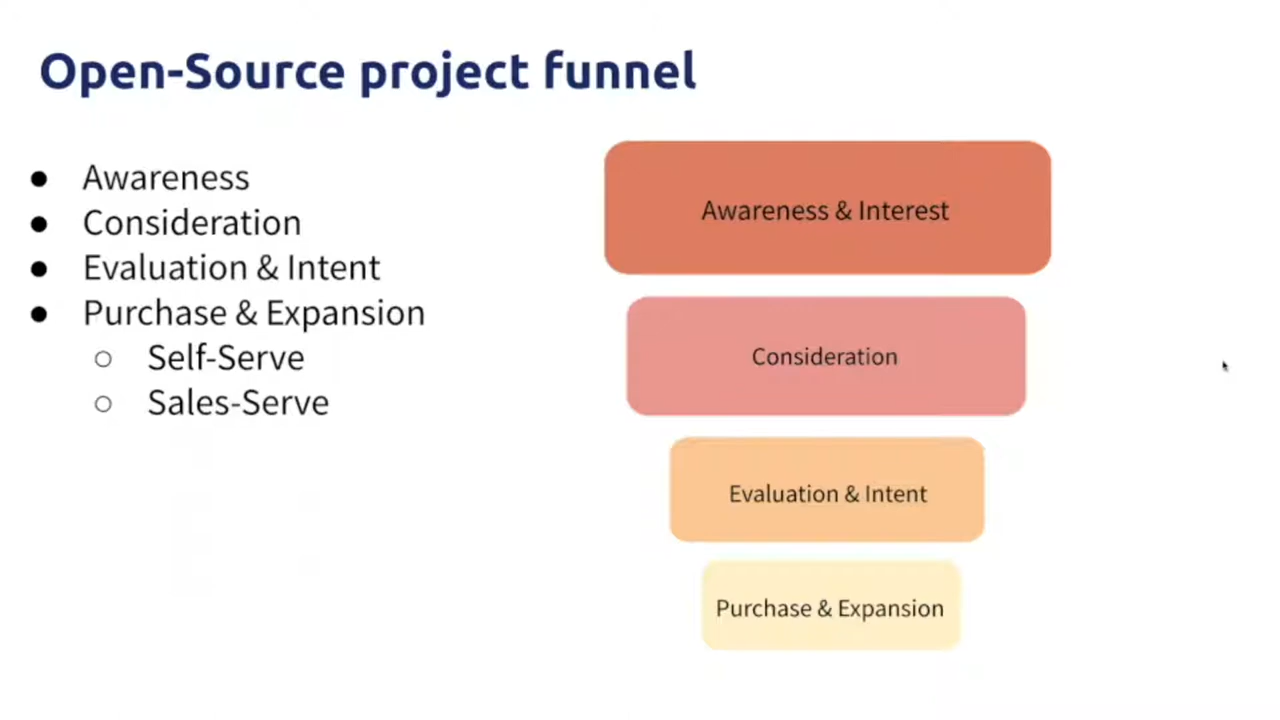 Open-Source project funnel
● Awareness
● Consideration
● Evaluation & Intent
● Purchase & Expansion
○ Self-Serve
○ Sales-Serve
Awareness & Interest
Consideration
Evaluation & Intent
Purchase & Expansion